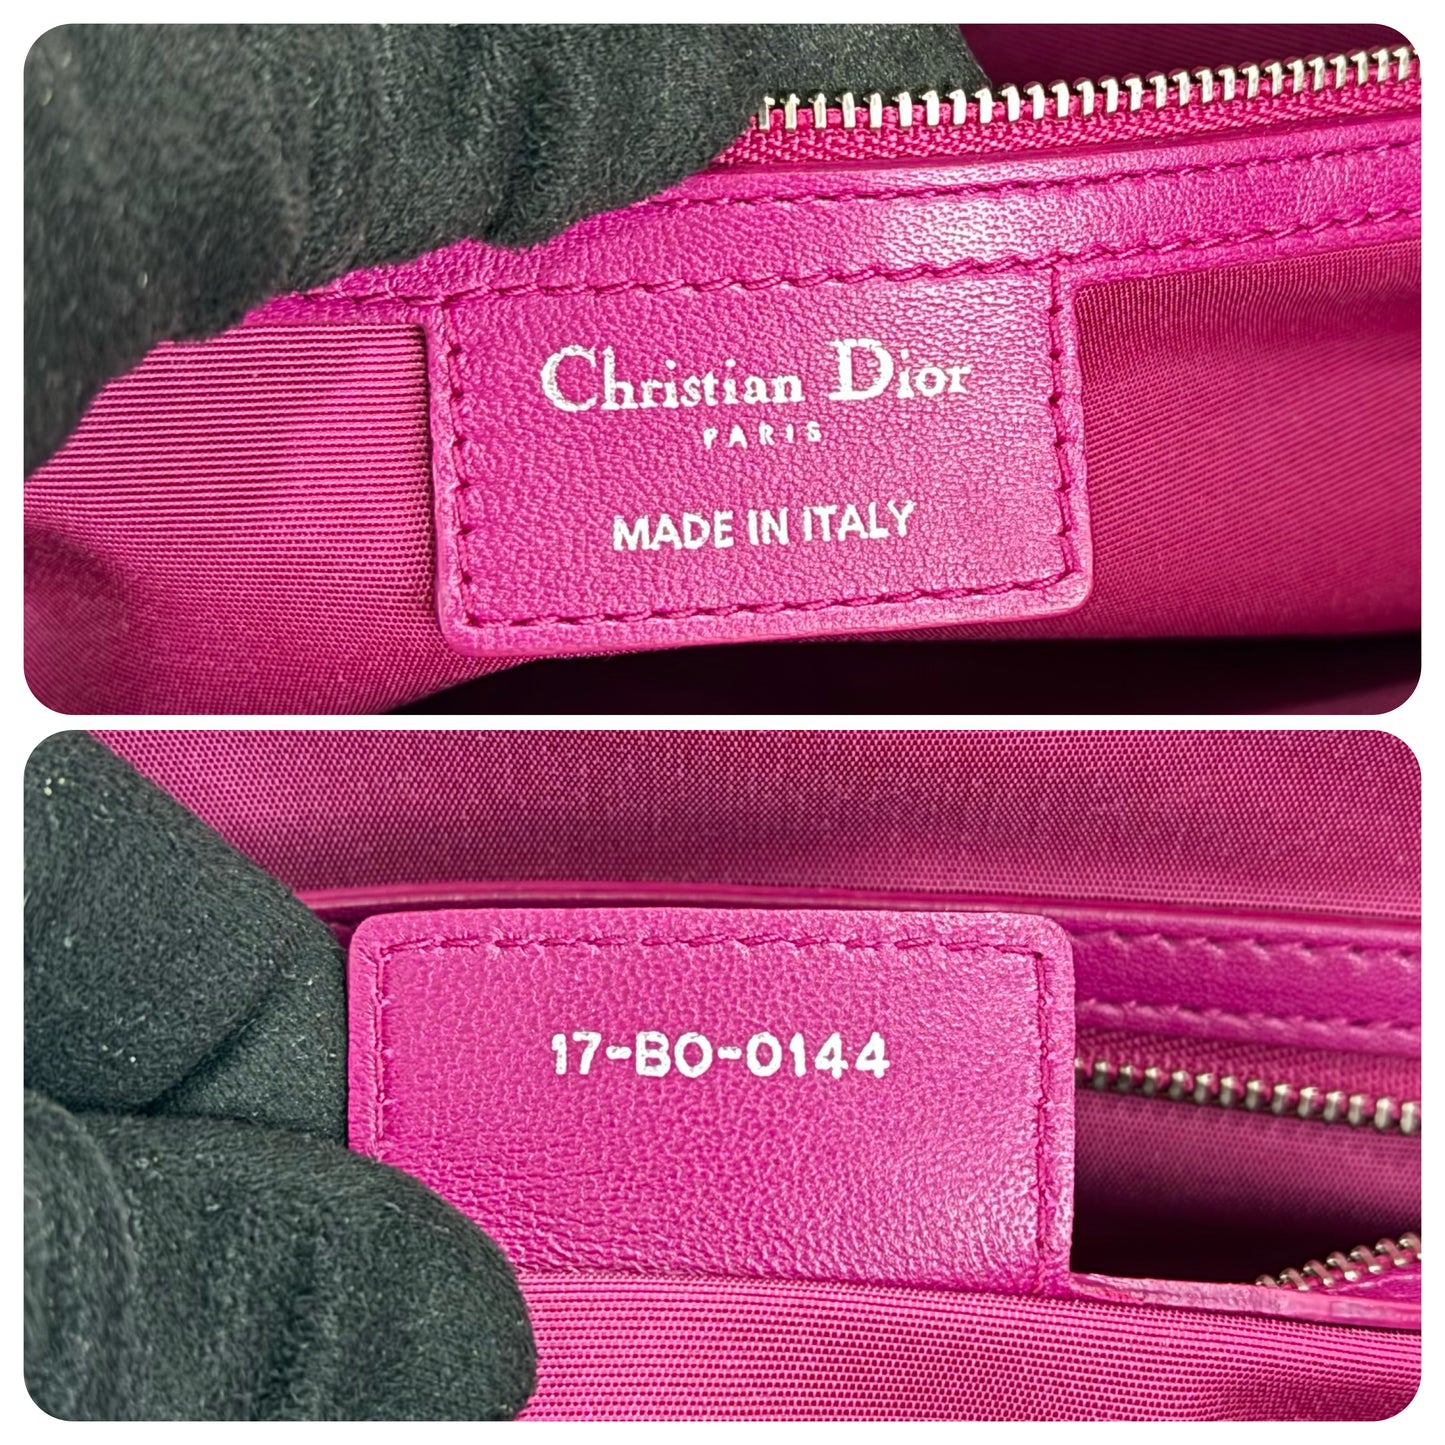 Christian Dior
PARIS
MADE IN ITALY
17-BO-0144